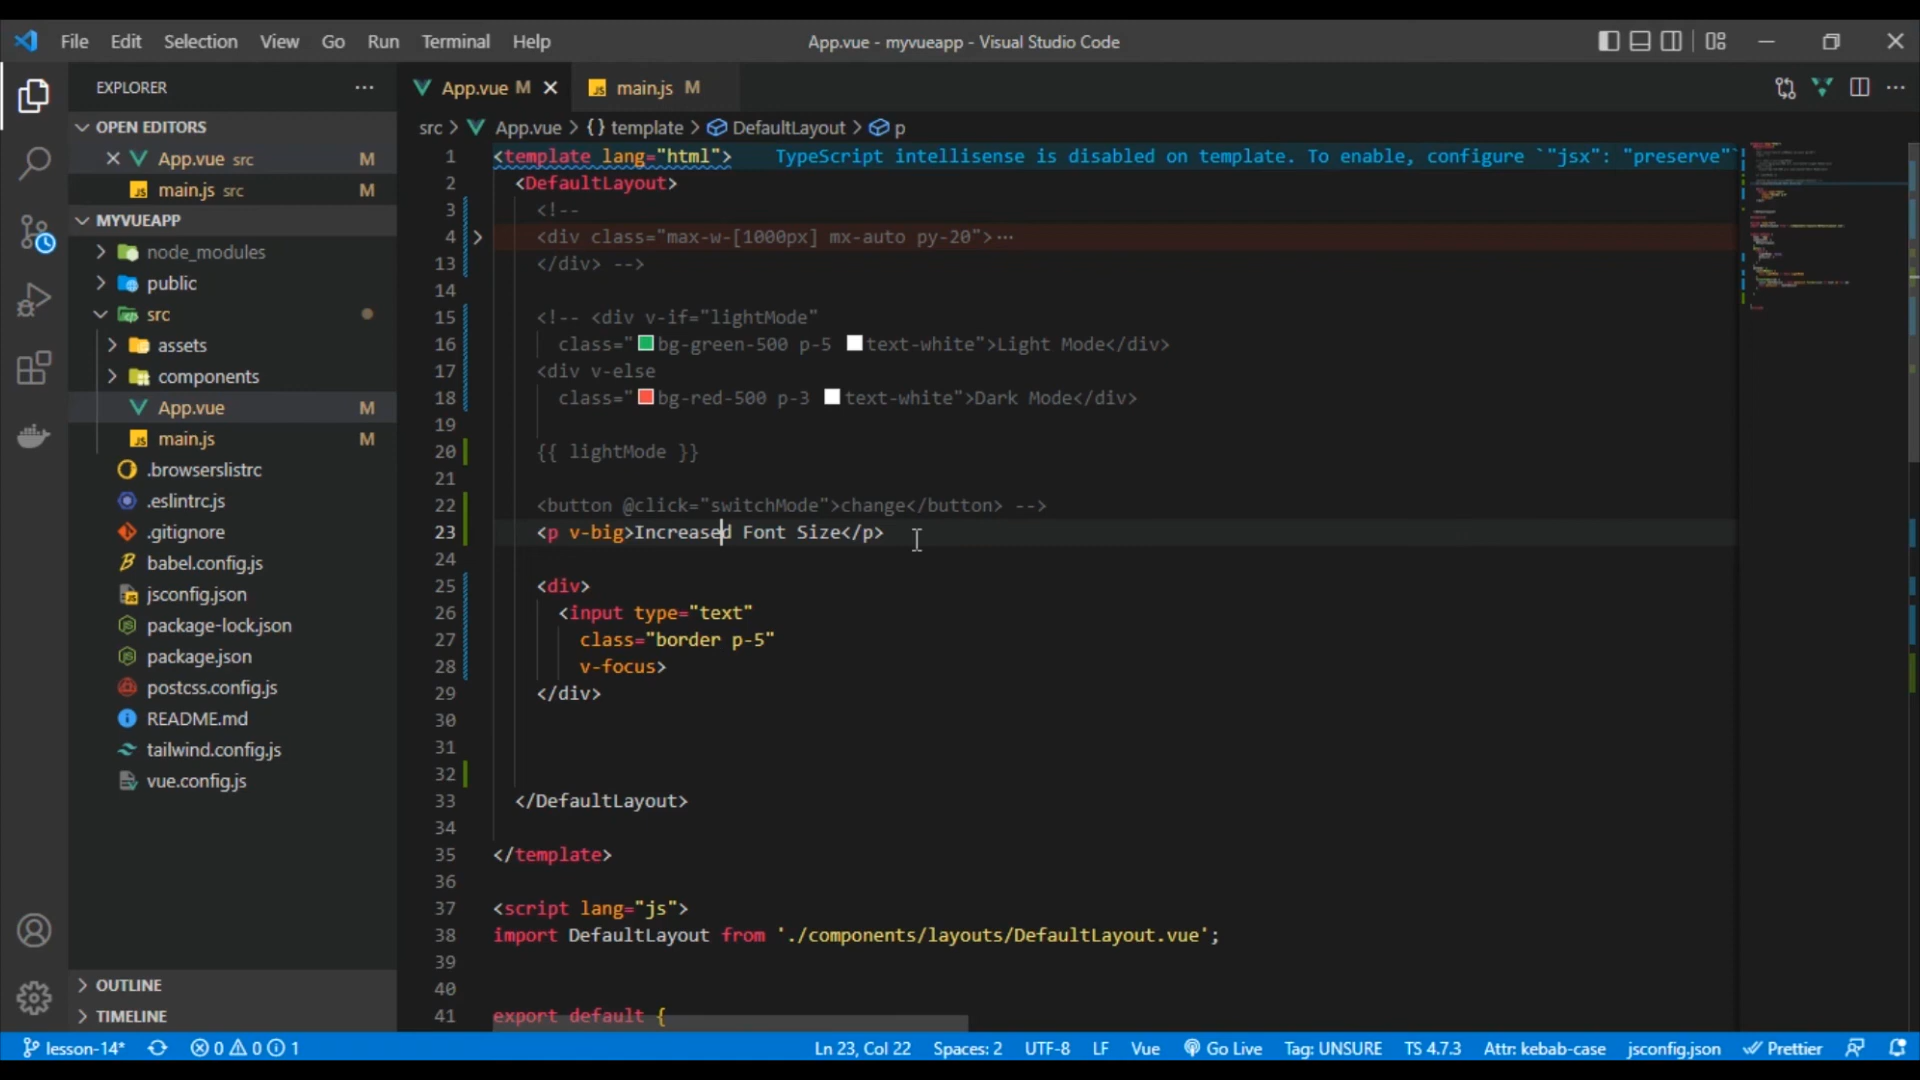 File Edit Selection View Go Run Terminal Help App.vue - myvueapp - Visual Studio Code
EXPLORER
OPEN EDITORS
App.vue src M
main.js src M
MYVUEAPP
node_modules
public
src
assets
components
App.vue M
main.js M
.browserslistrc
.eslintrc.js
.gitignore
babel.config.js
jsconfig.json
package-lock.json
package.json
postcss.config.js
README.md
tailwind.config.js
vue.config.js
OUTLINE
TIMELINE
App.vue M main.js M
src > App.vue > {} template > DefaultLayout > p
1 <template lang="html"> TypeScript intellisense is disabled on template. To enable, configure `"jsx": "preserve"`
2 <DefaultLayout>
3 <!--
4 <div class="max-w-[1000px] mx-auto py-20">⋯
13 </div> -->
14
15 <!-- <div v-if="lightMode"
16 class="bg-green-500 p-5 text-white">Light Mode</div>
17 <div v-else
18 class="bg-red-500 p-3 text-white">Dark Mode</div>
19
20 {{ lightMode }}
21
22 <button @click="switchMode">change</button> -->
23 <p v-big>Increased Font Size</p>
24
25 <div>
26 <input type="text"
27 class="border p-5"
28 v-focus>
29 </div>
30
31
32
33 </DefaultLayout>
34
35 </template>
36
37 <script lang="js">
38 import DefaultLayout from './components/layouts/DefaultLayout.vue';
39
40
41 export default {
lesson-14* 0 0 1 Ln 23, Col 22 Spaces: 2 UTF-8 LF Vue Go Live Tag: UNSURE TS 4.7.3 Attr: kebab-case jsconfig.json Prettier